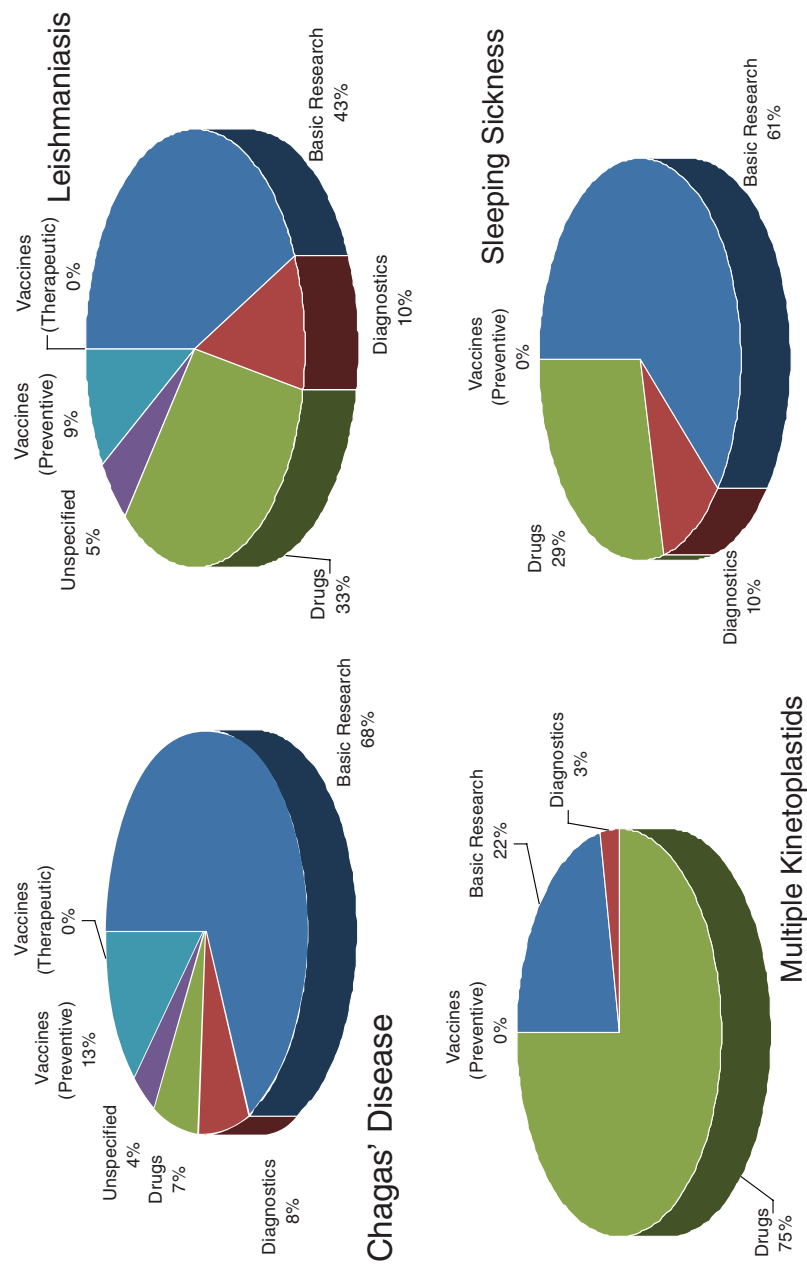 Chagas' Disease
Vaccines
(Therapeutic)
0%
Vaccines
(Preventive)
13%
Unspecified
4%
Drugs
7%
Diagnostics
8%
Basic Research
68%
Leishmaniasis
Vaccines
(Therapeutic)
0%
Vaccines
(Preventive)
9%
Unspecified
5%
Drugs
33%
Diagnostics
10%
Basic Research
43%
Multiple Kinetoplastids
Vaccines
(Preventive)
0%
Basic Research
22%
Diagnostics
3%
Drugs
75%
Sleeping Sickness
Vaccines
(Preventive)
0%
Drugs
29%
Diagnostics
10%
Basic Research
61%